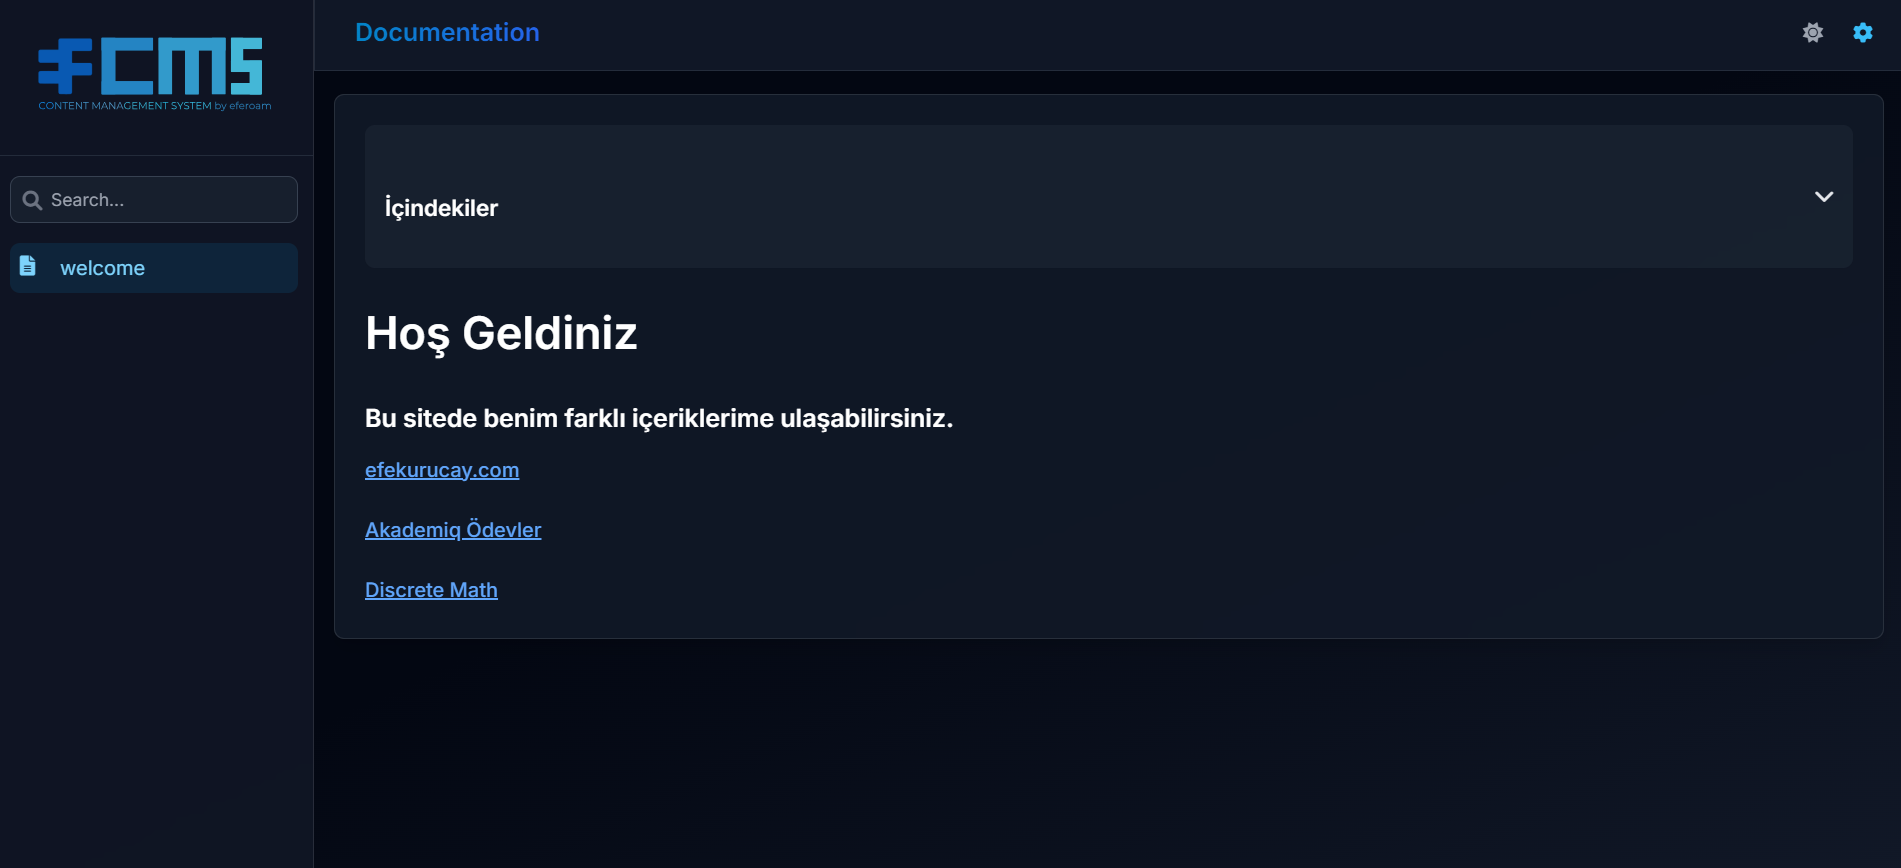 CMS
CONTENT MANAGEMENT SYSTEM by eferoam
Search...
welcome
Documentation
İçindekiler
Hoş Geldiniz
Bu sitede benim farklı içeriklerime ulaşabilirsiniz.
efekurucay.com
Akademiq Ödevler
Discrete Math